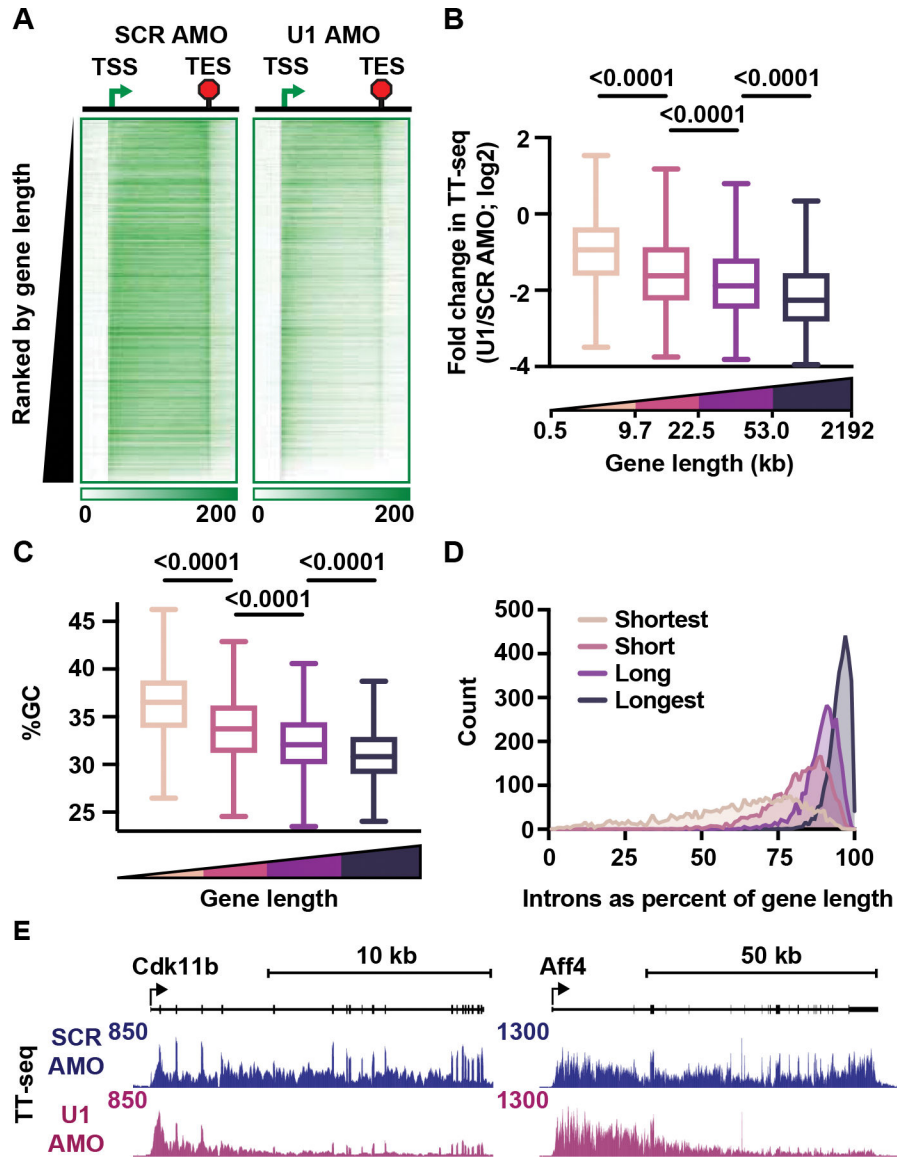 A
SCR AMO U1 AMO
TSS TES TSS TES
Ranked by gene length
0 200 0 200
B
<0.0001 <0.0001
<0.0001
Fold change in TT-seq
(U1/SCR AMO; log2)
2
0
-2
-4
0.5 9.7 22.5 53.0 2192
Gene length (kb)
C
<0.0001 <0.0001
<0.0001
%GC
45
40
35
30
25
Gene length
D
Count
500
400
300
200
100
0
Shortest
Short
Long
Longest
0 25 50 75 100
Introns as percent of gene length
E
Cdk11b 10 kb Aff4 50 kb
TT-seq
SCR AMO 850 1300
U1 AMO 850 1300